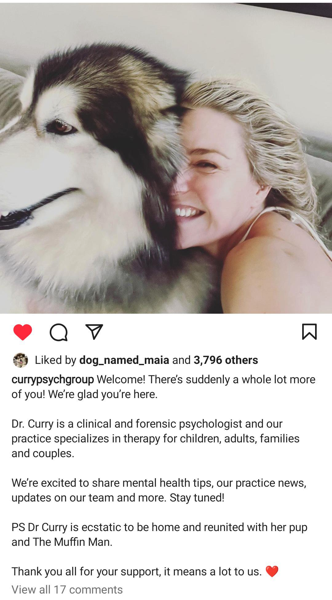 Liked by dog_named_maia and 3,796 others
currypsychgroup Welcome! There's suddenly a whole lot more
of you! We're glad you're here.
Dr. Curry is a clinical and forensic psychologist and our
practice specializes in therapy for children, adults, families
and couples.
We're excited to share mental health tips, our practice news,
updates on our team and more. Stay tuned!
PS Dr Curry is ecstatic to be home and reunited with her pup
and The Muffin Man.
Thank you all for your support, it means a lot to us. ❤️
View all 17 comments